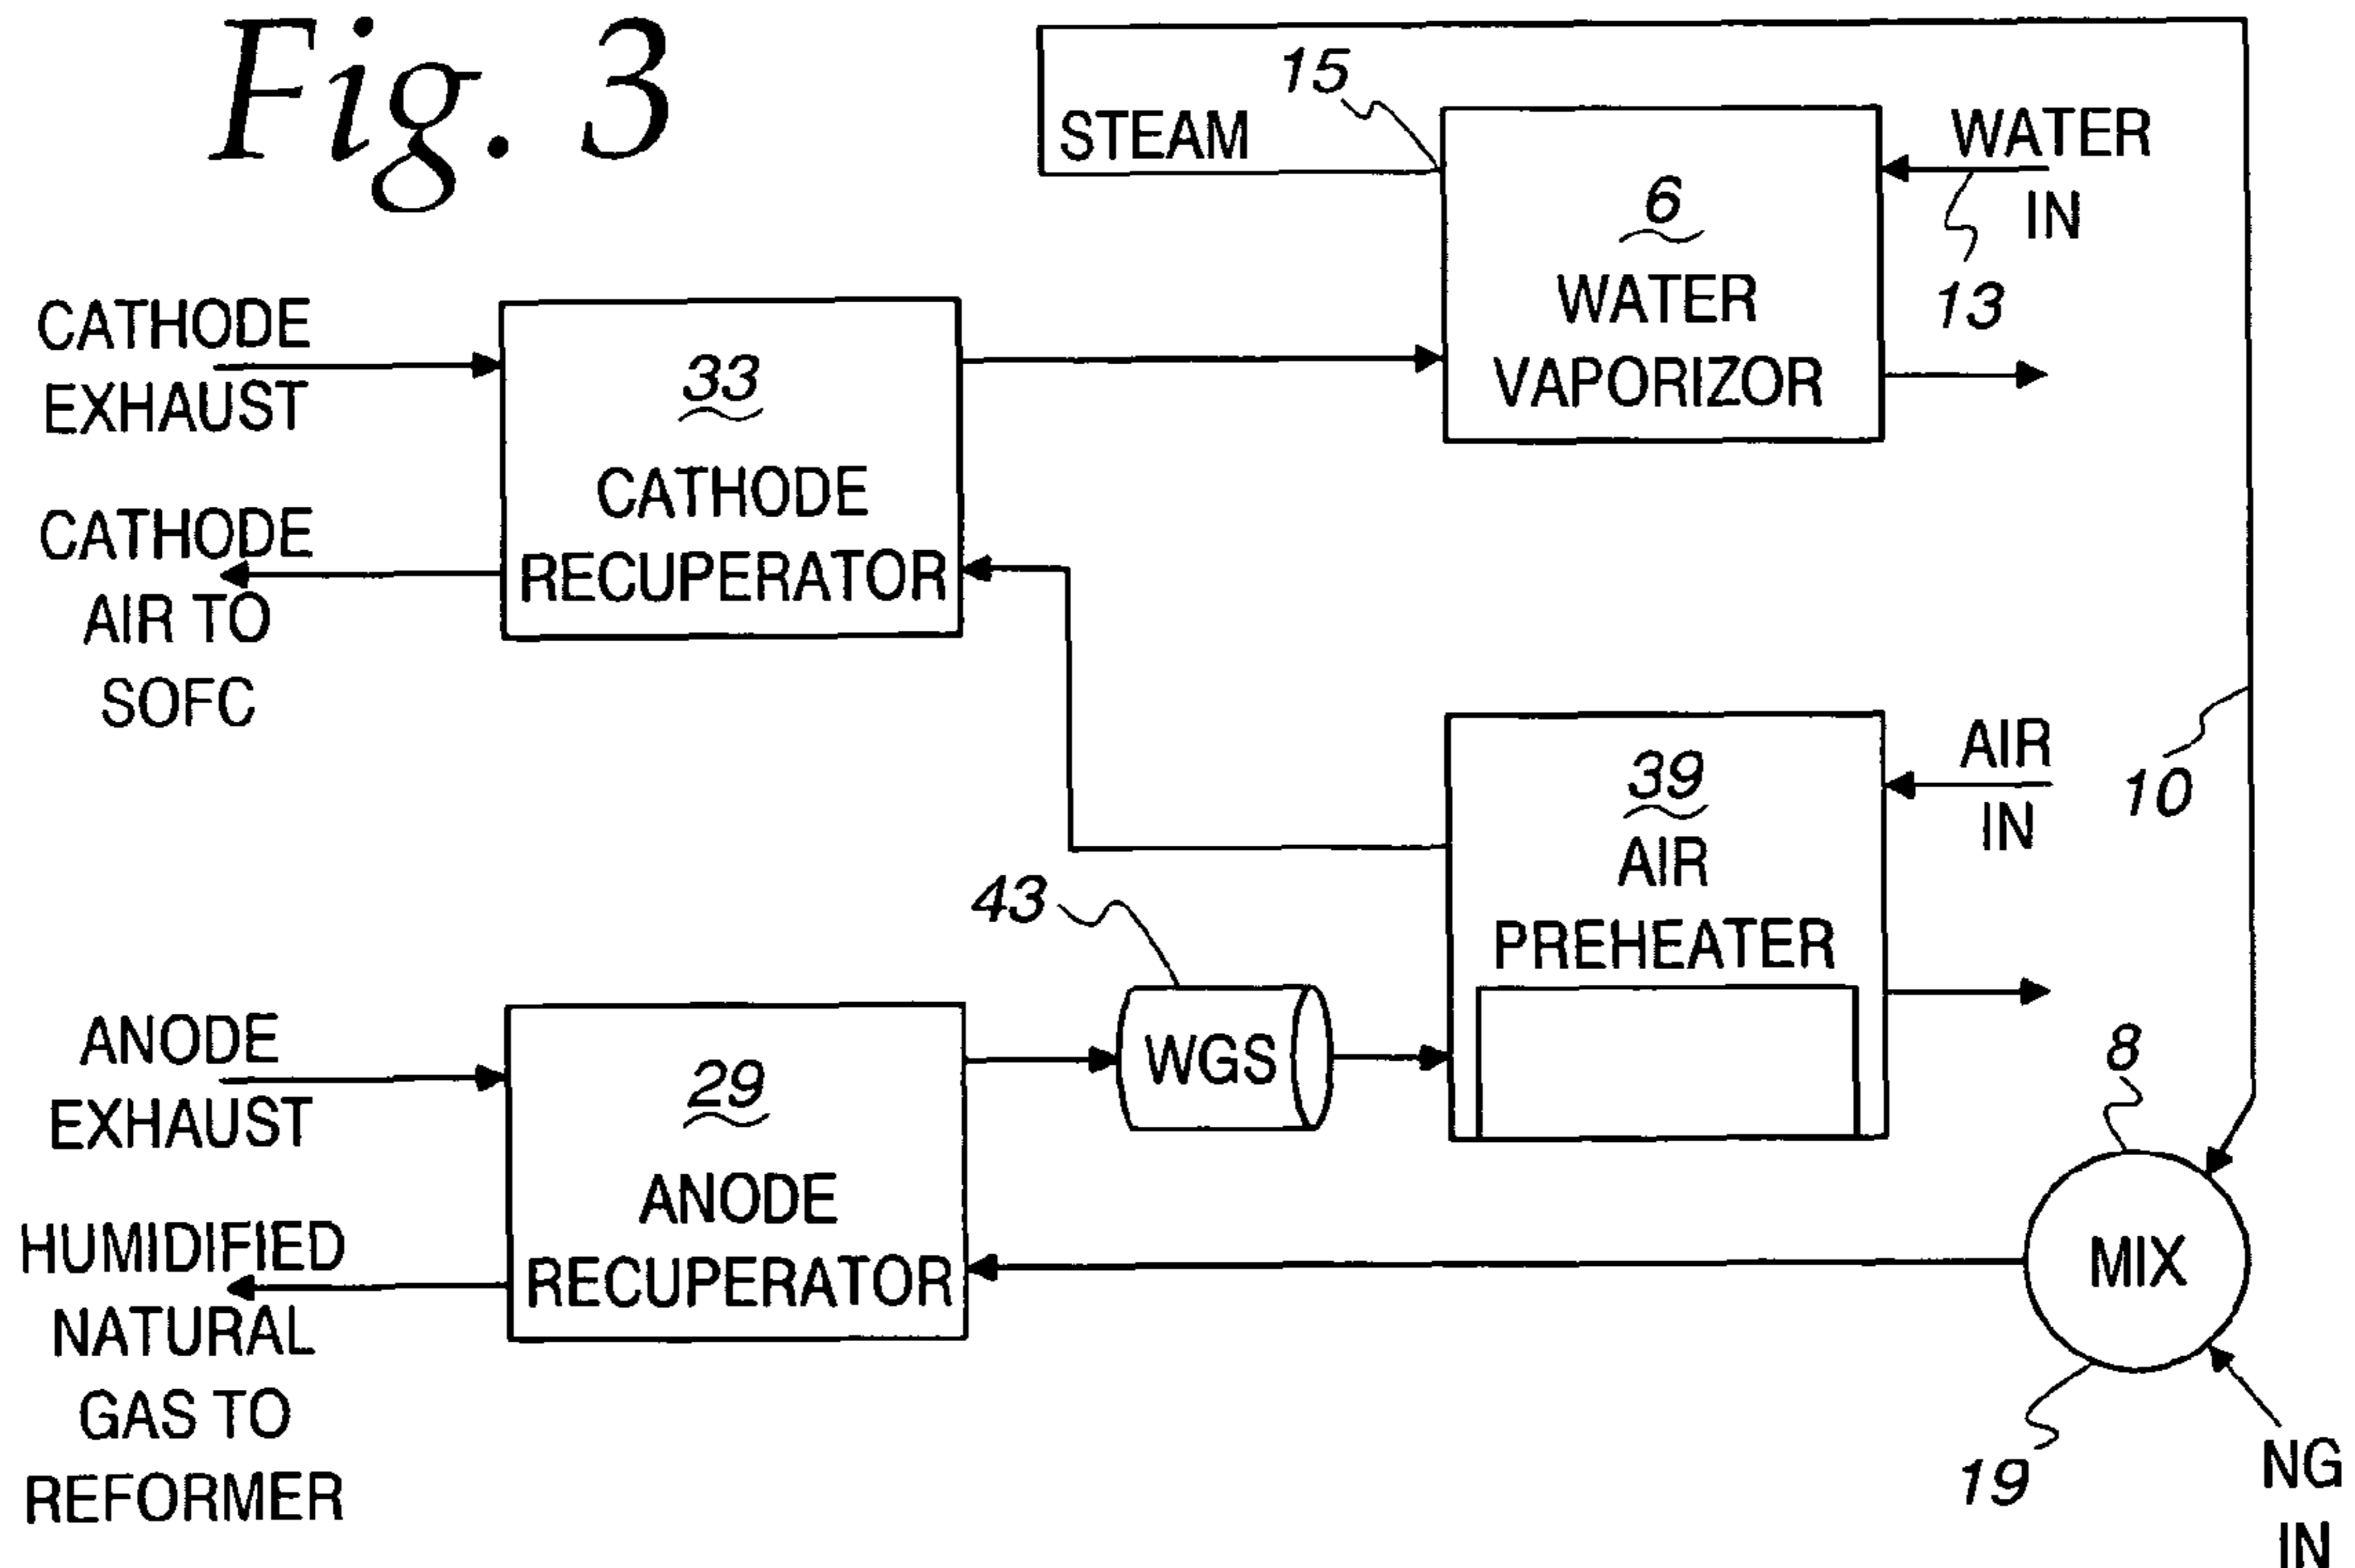 Fig. 3
15
STEAM
WATER
IN
13
6
WATER
VAPORIZOR
CATHODE
EXHAUST
33
CATHODE
RECUPERATOR
CATHODE
AIR TO
SOFC
10
AIR
IN
39
AIR
PREHEATER
43
WGS
ANODE
EXHAUST
29
ANODE
RECUPERATOR
8
MIX
19
HUMIDIFIED
NATURAL
GAS TO
REFORMER
NG
IN